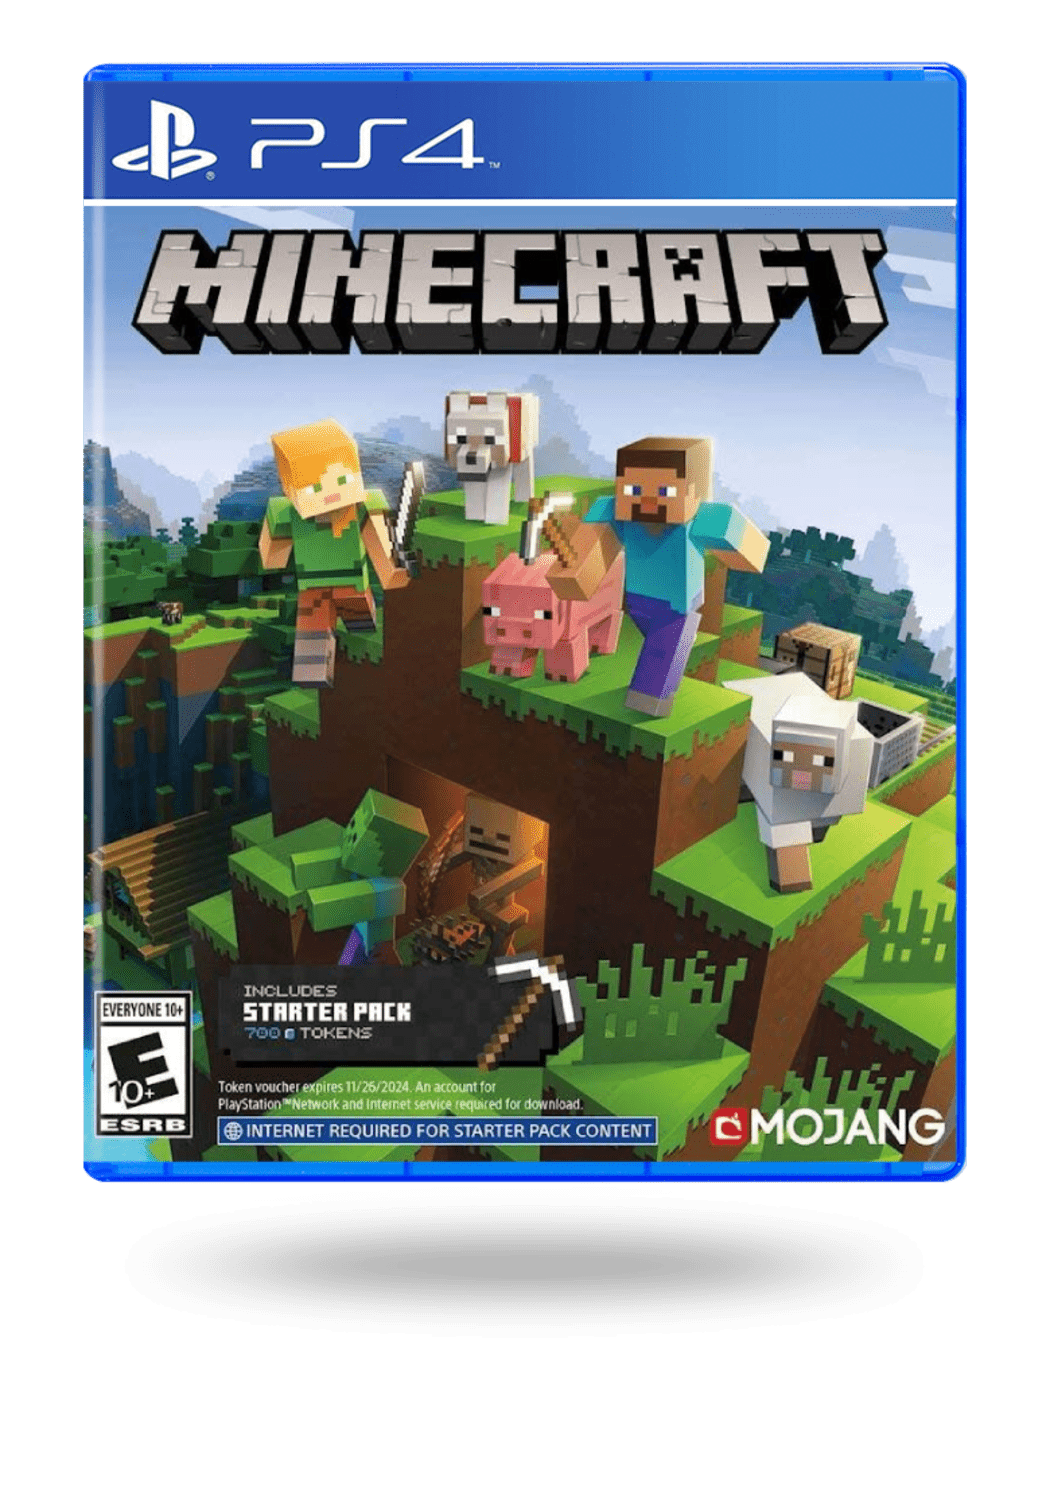 PS4™
MINECRAFT
INCLUDES
STARTER PACK
700 TOKENS
EVERYONE 10+
E
10+
ESRB
Token voucher expires 11/26/2024. An account for
PlayStation™Network and Internet service required for download.
INTERNET REQUIRED FOR STARTER PACK CONTENT
MOJANG